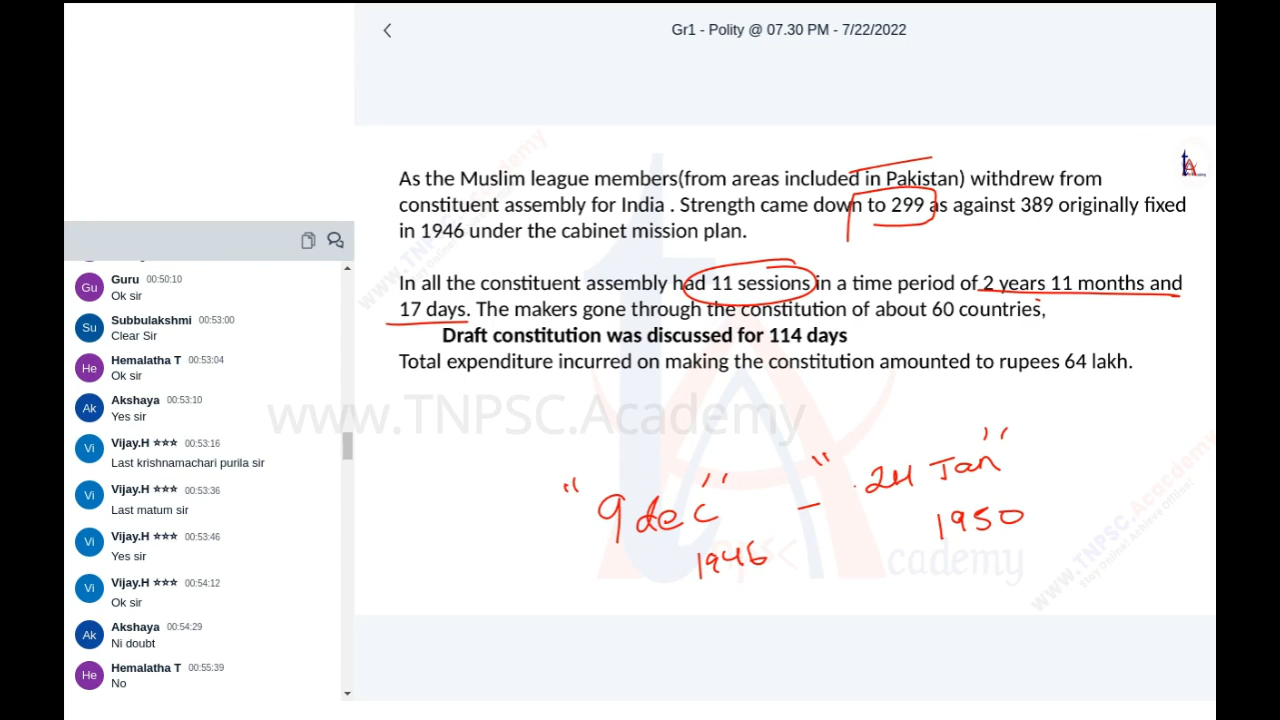 Gr1 - Polity @ 07.30 PM - 7/22/2022
As the Muslim league members(from areas included in Pakistan) withdrew from
constituent assembly for India . Strength came down to 299 as against 389 originally fixed
in 1946 under the cabinet mission plan.
In all the constituent assembly had 11 sessions in a time period of 2 years 11 months and
17 days. The makers gone through the constitution of about 60 countries,
Draft constitution was discussed for 114 days
Total expenditure incurred on making the constitution amounted to rupees 64 lakh.
www.TNPSC.Academy
"9 dec" - "24 Jan"
1946 1950
Gu Guru 00:50:10
Ok sir
Su Subbulakshmi 00:53:00
Clear Sir
He Hemalatha T 00:53:04
Ok sir
Ak Akshaya 00:53:10
Yes sir
Vi Vijay.H ⭐⭐⭐ 00:53:16
Last krishnamachari purila sir
Vi Vijay.H ⭐⭐⭐ 00:53:36
Last matum sir
Vi Vijay.H ⭐⭐⭐ 00:53:46
Yes sir
Vi Vijay.H ⭐⭐⭐ 00:54:12
Ok sir
Ak Akshaya 00:54:29
Ni doubt
He Hemalatha T 00:55:39
No